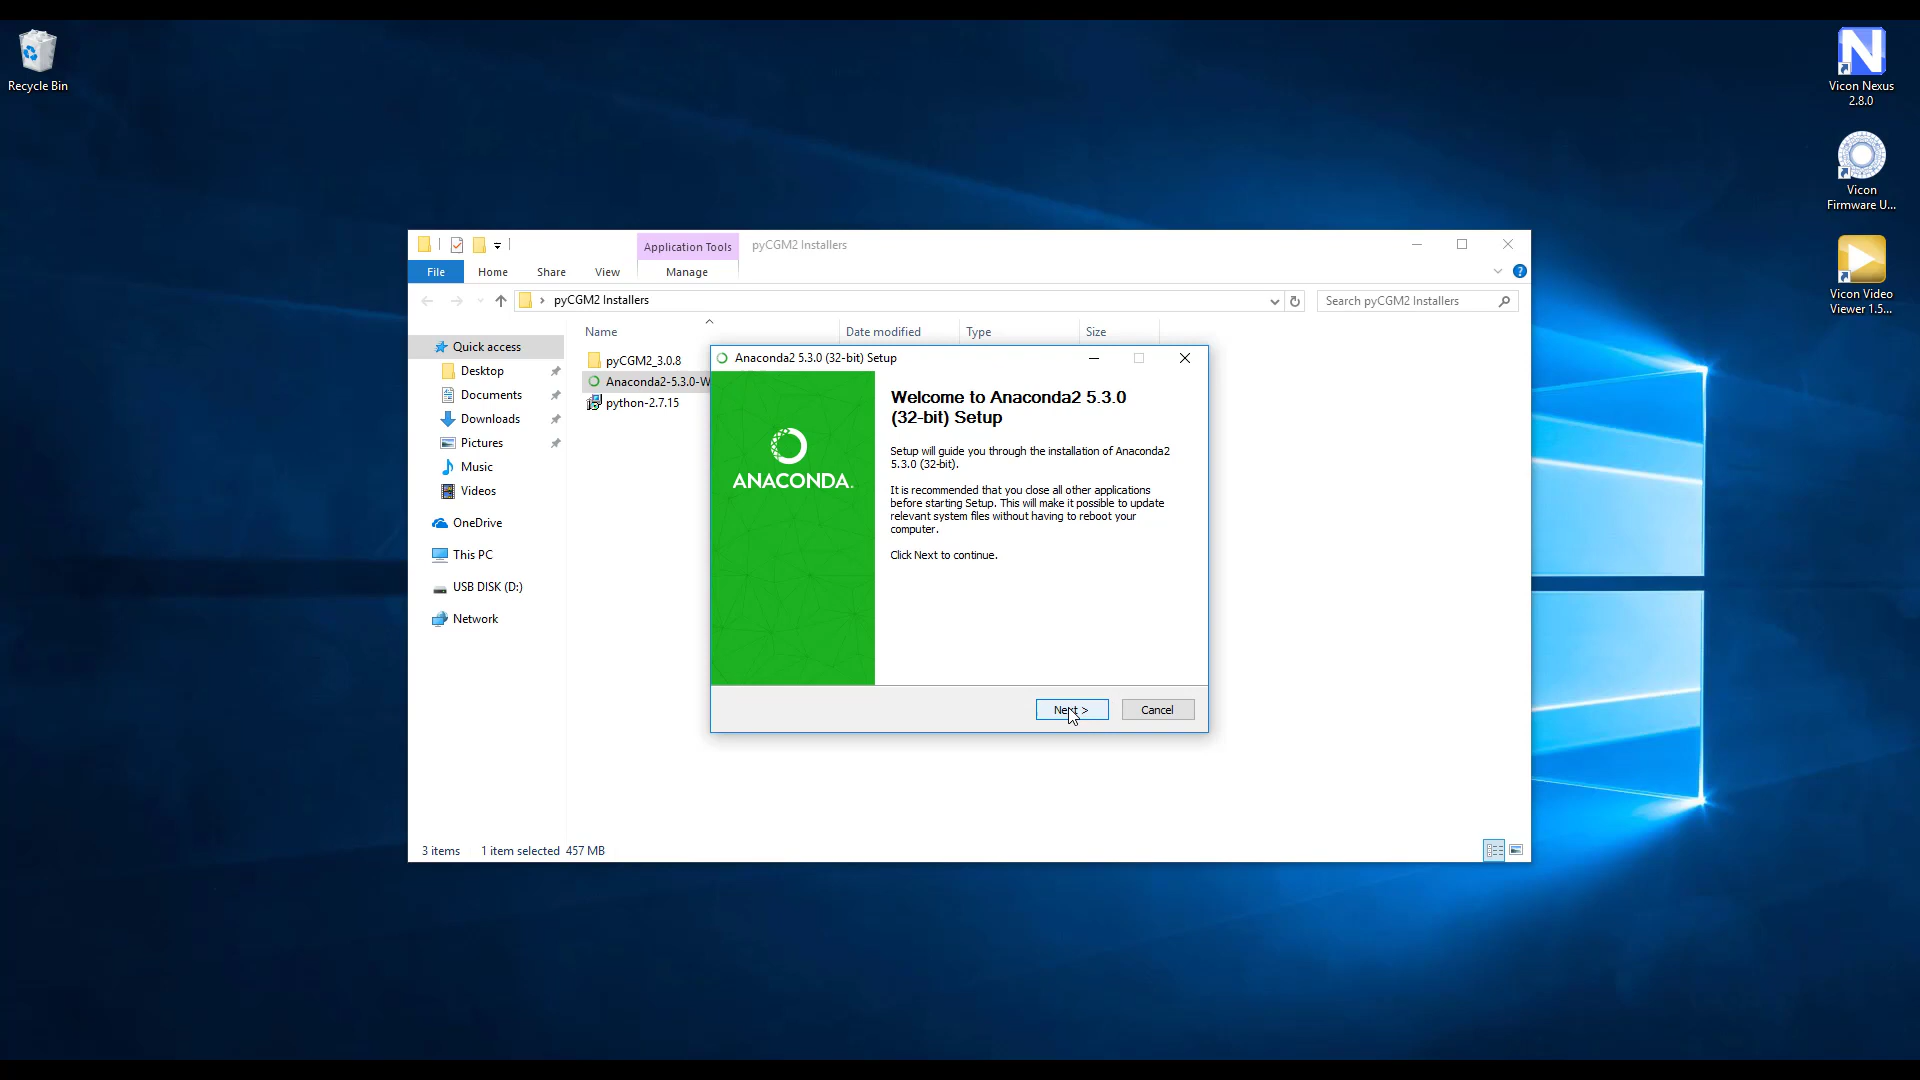 Recycle Bin
Vicon Nexus
2.8.0
Vicon
Firmware U...
Vicon Video
Viewer 1.5...
Application Tools
pyCGM2 Installers
File
Home
Share
View
Manage
pyCGM2 Installers
Search pyCGM2 Installers
Name
Date modified
Type
Size
Quick access
Desktop
Documents
Downloads
Pictures
Music
Videos
OneDrive
This PC
USB DISK (D:)
Network
pyCGM2_3.0.8
Anaconda2-5.3.0-W
python-2.7.15
Anaconda2 5.3.0 (32-bit) Setup
ANACONDA.
Welcome to Anaconda2 5.3.0
(32-bit) Setup
Setup will guide you through the installation of Anaconda2
5.3.0 (32-bit).
It is recommended that you close all other applications
before starting Setup. This will make it possible to update
relevant system files without having to reboot your
computer.
Click Next to continue.
Next >
Cancel
3 items
1 item selected 457 MB